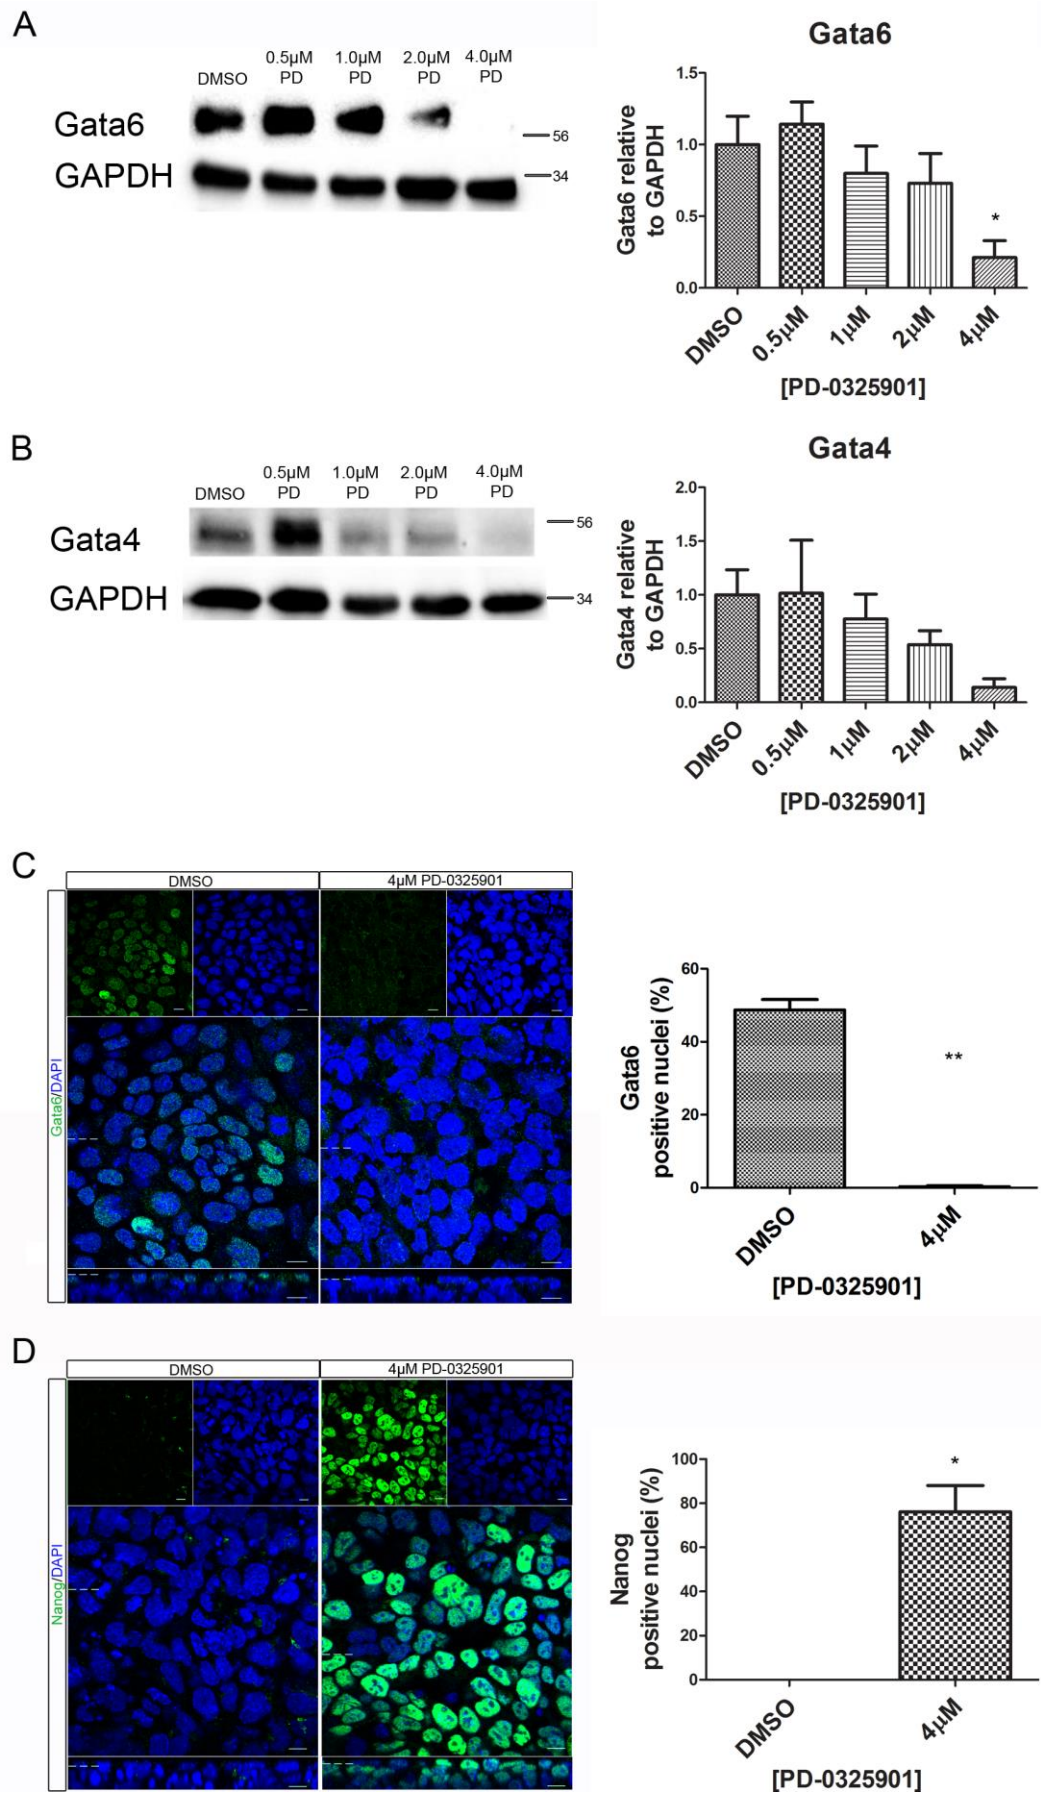 A
DMSO
0.5µM
PD
1.0µM
PD
2.0µM
PD
4.0µM
PD
Gata6
GAPDH
56
34
Gata6
Gata6 relative
to GAPDH
1.5
1.0
0.5
0.0
DMSO
0.5µM
1µM
2µM
4µM
*
[PD-0325901]
B
DMSO
0.5µM
PD
1.0µM
PD
2.0µM
PD
4.0µM
PD
Gata4
GAPDH
56
34
Gata4
Gata4 relative
to GAPDH
2.0
1.5
1.0
0.5
0.0
DMSO
0.5µM
1µM
2µM
4µM
[PD-0325901]
C
DMSO
4µM PD-0325901
Gata6/DAPI
Gata6
positive nuclei (%)
60
40
20
0
**
DMSO
4µM
[PD-0325901]
D
DMSO
4µM PD-0325901
Nanog/DAPI
Nanog
positive nuclei (%)
100
80
60
40
20
0
*
DMSO
4µM
[PD-0325901]